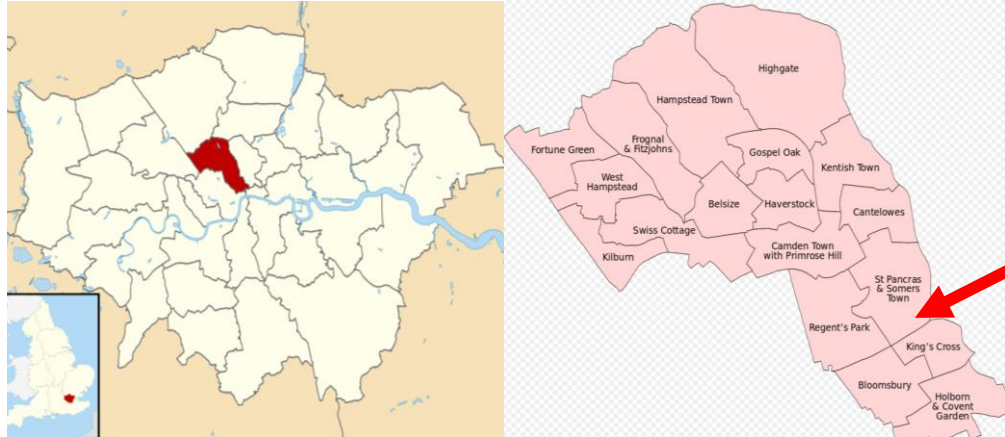 Highgate
Hampstead Town
Frognal
& Fitzjohns
Fortune Green
Gospel Oak
Kentish Town
West
Hampstead
Belsize
Haverstock
Cantelowes
Swiss Cottage
Camden Town
with Primrose Hill
Kilburn
St Pancras
& Somers
Town
Regent's Park
King's Cross
Bloomsbury
Holborn
& Covent
Garden